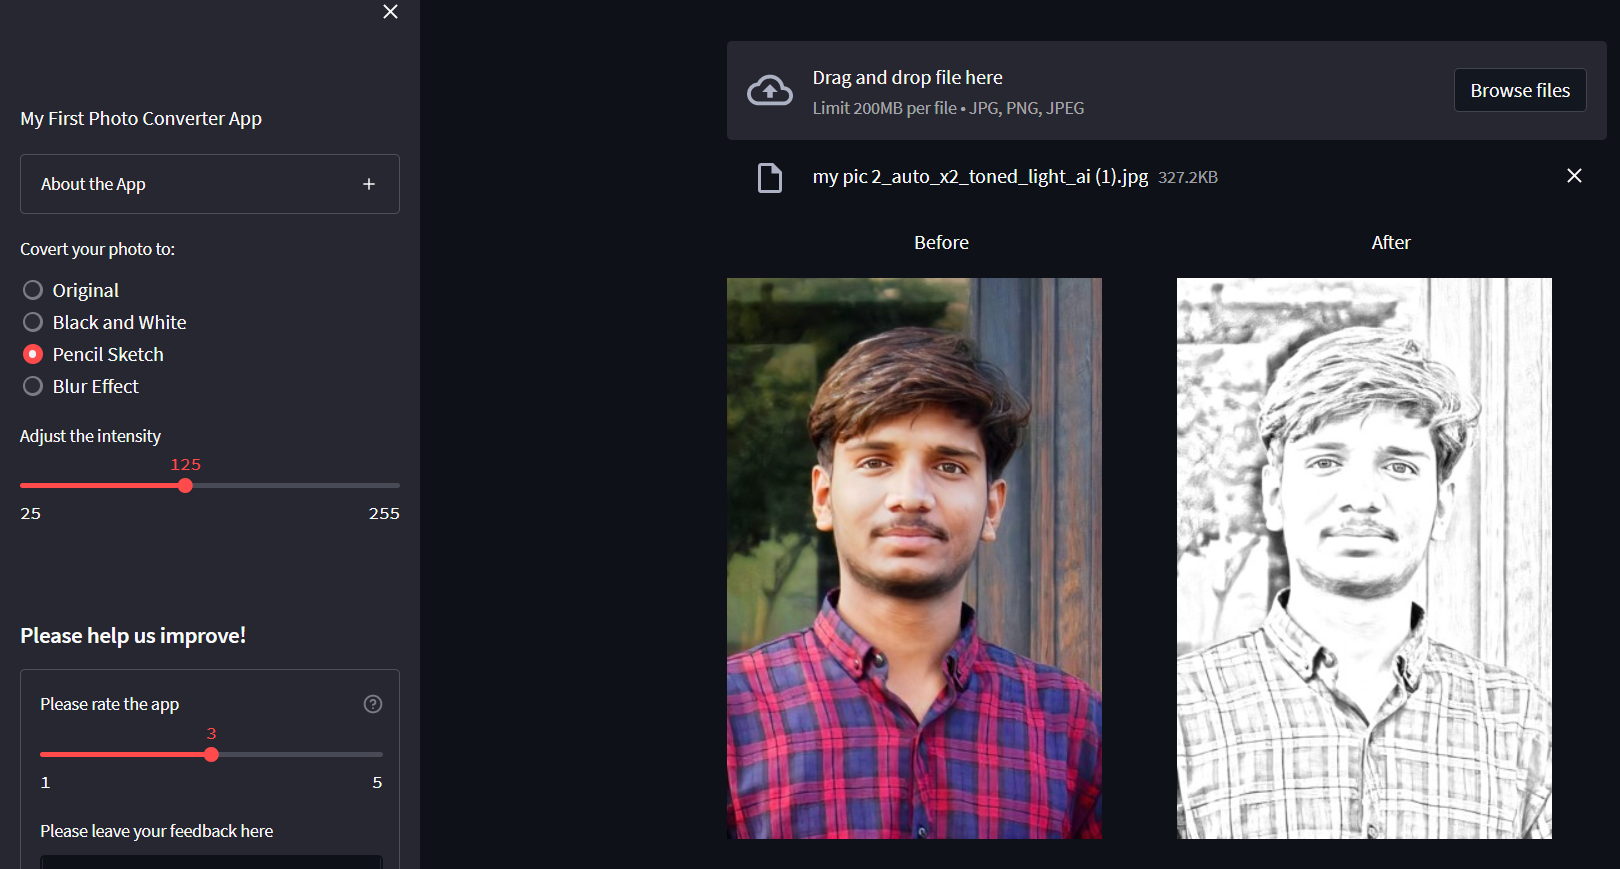 My First Photo Converter App
About the App
Covert your photo to:
Original
Black and White
Pencil Sketch
Blur Effect
Adjust the intensity
125
25 255
Please help us improve!
Please rate the app
3
1 5
Please leave your feedback here
Drag and drop file here
Limit 200MB per file • JPG, PNG, JPEG
Browse files
my pic 2_auto_x2_toned_light_ai (1).jpg 327.2KB
Before After